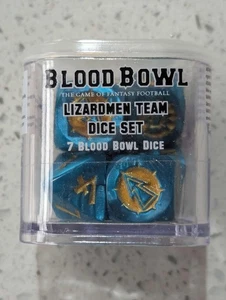 BLOOD BOWL
THE GAME OF FANTASY FOOTBALL
LIZARDMEN TEAM
DICE SET
7 BLOOD BOWL DICE